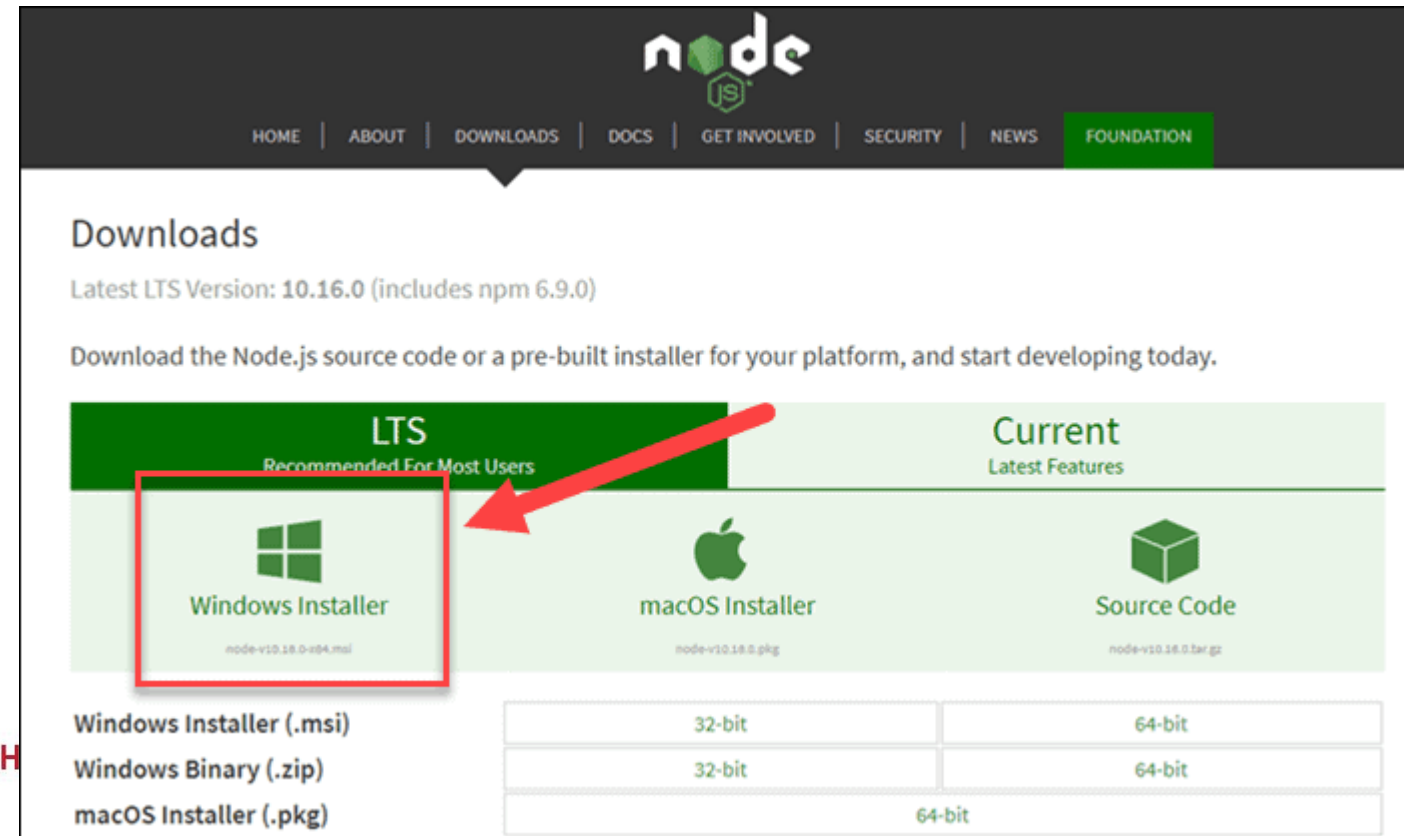 node
JS
HOME | ABOUT | DOWNLOADS | DOCS | GET INVOLVED | SECURITY | NEWS FOUNDATION
Downloads
Latest LTS Version: 10.16.0 (includes npm 6.9.0)
Download the Node.js source code or a pre-built installer for your platform, and start developing today.
LTS Current
Recommended For Most Users Latest Features
Windows Installer macOS Installer Source Code
node-v10.16.0-x64.msi node-v10.16.0.pkg node-v10.16.0.tar.gz
Windows Installer (.msi) 32-bit 64-bit
H
Windows Binary (.zip) 32-bit 64-bit
macOS Installer (.pkg) 64-bit